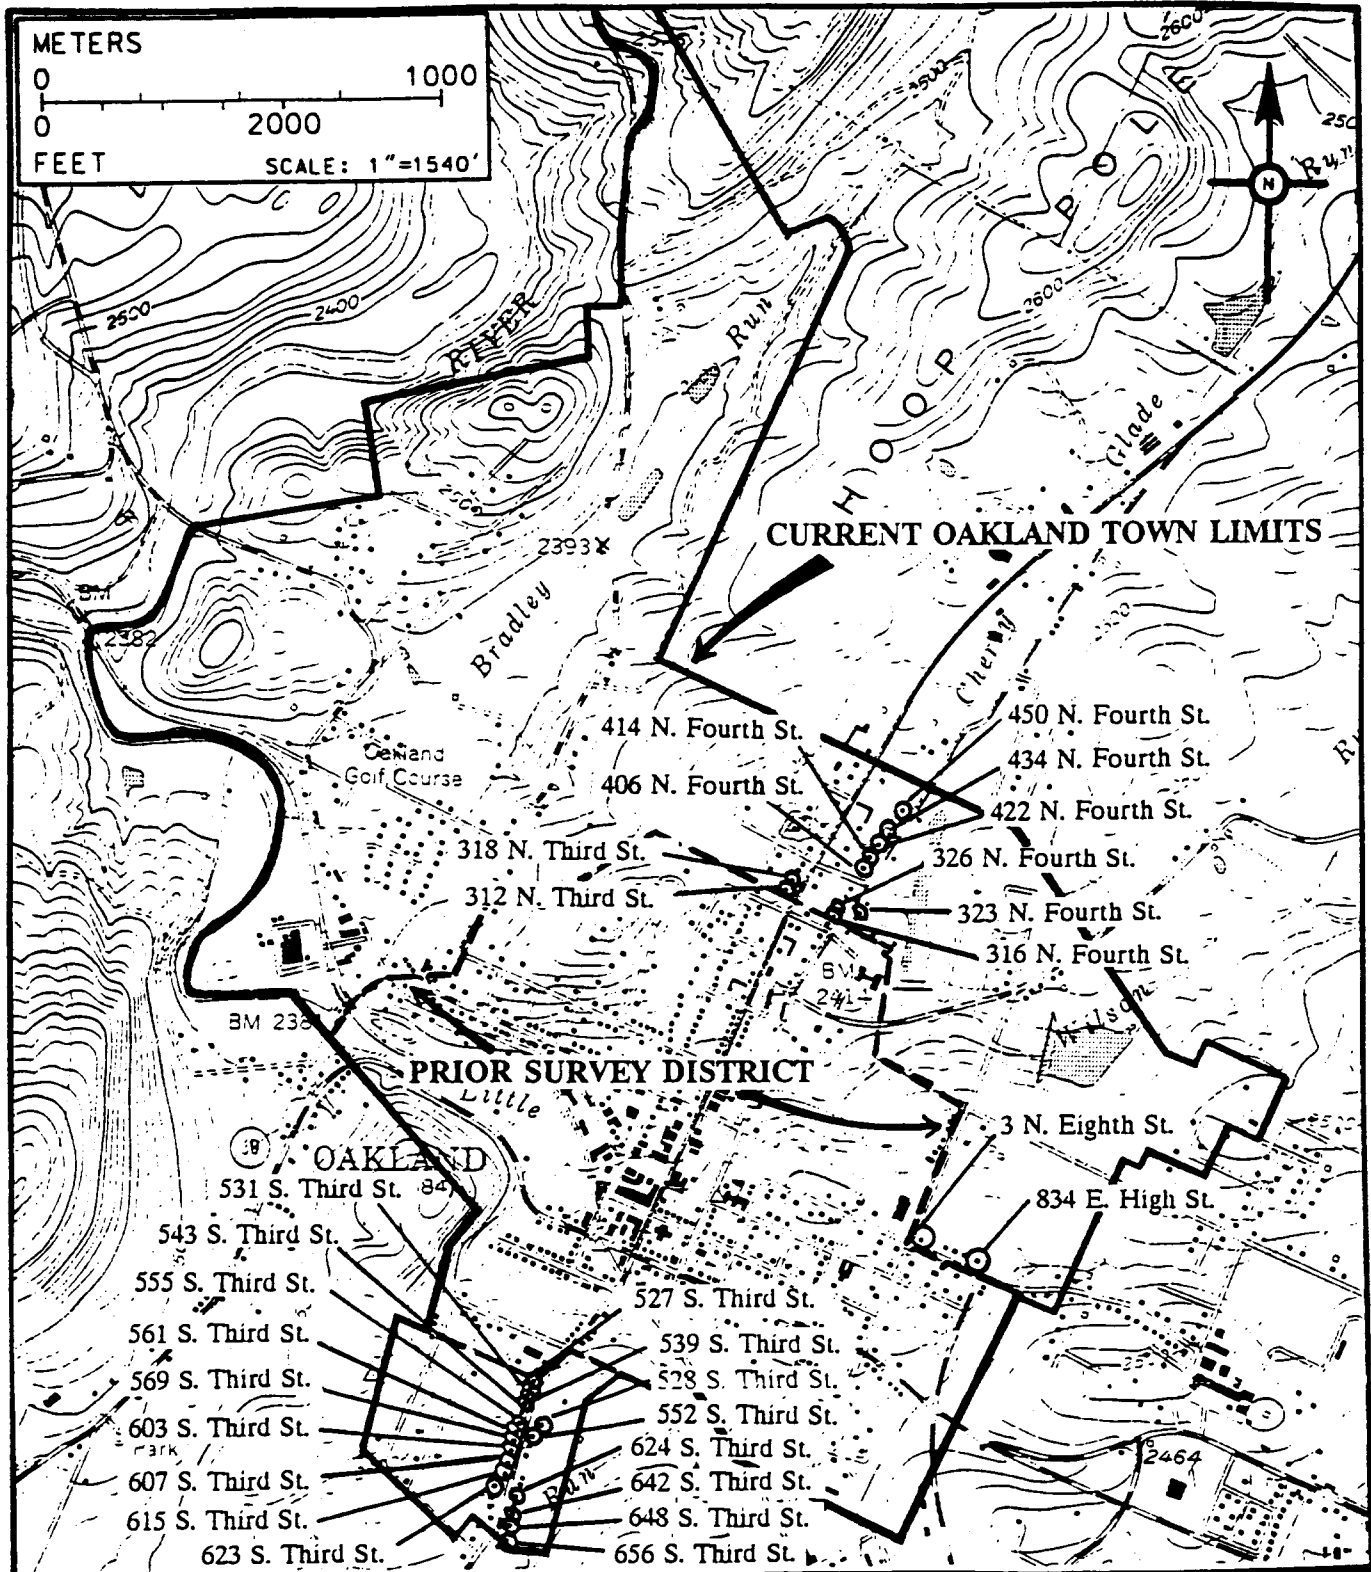 METERS
0 1000
0 2000
FEET SCALE: 1"=1540'
2600
2500
Run
N
POLE
2500
2400
RIVER
Run
2600
HOOP
Glade
CURRENT OAKLAND TOWN LIMITS
2393 X
BM
2382
Bradley
Cherry
414 N. Fourth St.
450 N. Fourth St.
434 N. Fourth St.
Oakland
Golf Course
406 N. Fourth St.
422 N. Fourth St.
318 N. Third St.
326 N. Fourth St.
312 N. Third St.
323 N. Fourth St.
316 N. Fourth St.
BM
Wilson
PRIOR SURVEY DISTRICT
Little
3 N. Eighth St.
OAKLAND
531 S. Third St.
834 E. High St.
543 S. Third St.
555 S. Third St.
527 S. Third St.
561 S. Third St.
539 S. Third St.
569 S. Third St.
528 S. Third St.
603 S. Third St.
552 S. Third St.
Park
624 S. Third St.
2464
607 S. Third St.
Run
642 S. Third St.
615 S. Third St.
648 S. Third St.
623 S. Third St.
656 S. Third St.